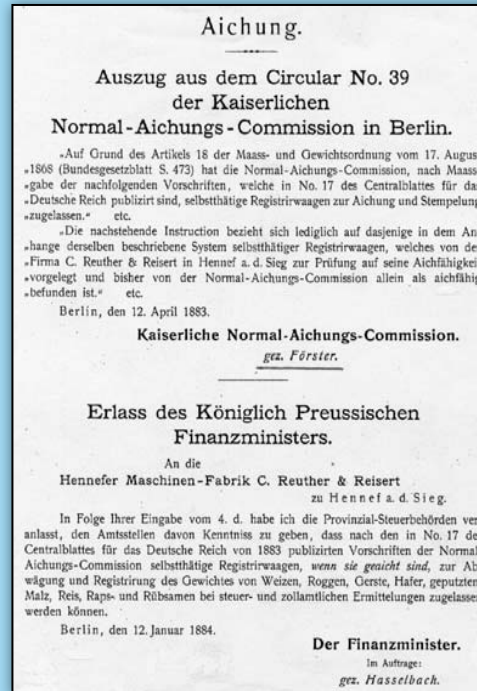 Aichung.
Auszug aus dem Circular No. 39
der Kaiserlichen
Normal-Aichungs-Commission in Berlin.
„Auf Grund des Artikels 18 der Maass- und Gewichtsordnung vom 17. Augus
„1868 (Bundesgesetzblatt S. 473) hat die Normal-Aichungs-Commission, nach Maass
„gabe der nachfolgenden Vorschriften, welche in No. 17 des Centralblattes für das
„Deutsche Reich publizirt sind, selbstthätige Registrirwaagen zur Aichung und Stempelung
„zugelassen.“ etc.
„Die nachstehende Instruction bezieht sich lediglich auf dasjenige in dem An
„hange derselben beschriebene System selbstthätiger Registrirwaagen, welches von de
„Firma C. Reuther & Reisert in Hennef a. d. Sieg zur Prüfung auf seine Aichfähigkei
„vorgelegt und bisher von der Normal-Aichungs-Commission allein als aichfähig
„befunden ist.“ etc.
Berlin, den 12. April 1883.
Kaiserliche Normal-Aichungs-Commission.
gez. Förster.
Erlass des Königlich Preussischen
Finanzministers.
An die
Hennefer Maschinen-Fabrik C. Reuther & Reisert
zu Hennef a. d. Sieg.
In Folge Ihrer Eingabe vom 4. d. habe ich die Provinzial-Steuerbehörden ver
anlasst, den Amtsstellen davon Kenntniss zu geben, dass nach den in No. 17 de
Centralblattes für das Deutsche Reich von 1883 publizirten Vorschriften der Normal
Aichungs-Commission selbstthätige Registrirwaagen, wenn sie geaicht sind, zur Ab
wägung und Registrirung des Gewichtes von Weizen, Roggen, Gerste, Hafer, geputzten
Malz, Reis, Raps- und Rübsamen bei steuer- und zollamtlichen Ermittelungen zugelassen
werden können.
Berlin, den 12. Januar 1884.
Der Finanzminister.
Im Auftrage:
gez. Hasselbach.